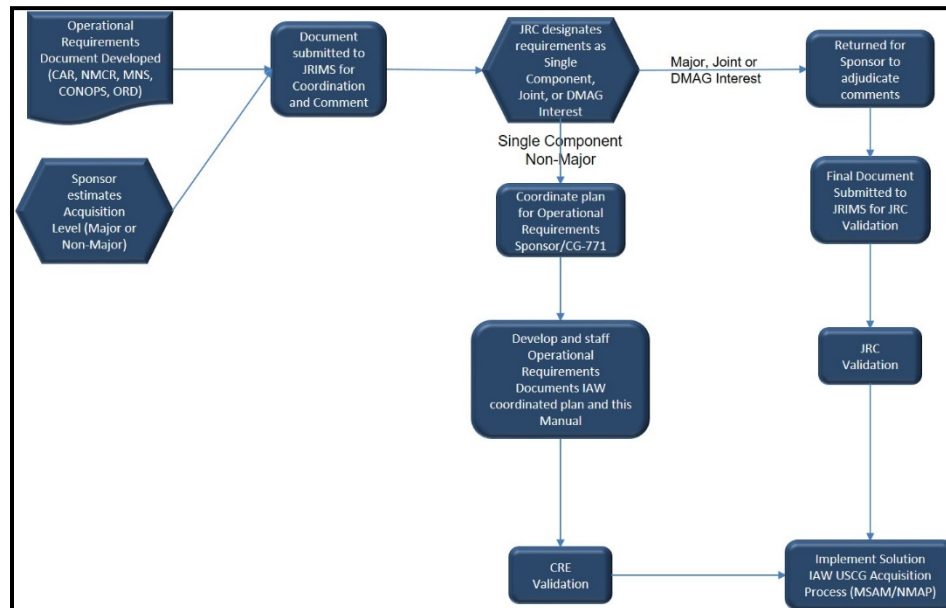 Operational
Requirements
Document Developed
(CAR, NMCR, MNS,
CONOPS, ORD)
Document
submitted to
JRIMS for
Coordination
and Comment
JRC designates
requirements as
Single
Component,
Joint, or DMAG
Interest
Major, Joint or
DMAG Interest
Returned for
Sponsor to
adjudicate
comments
Single Component
Non-Major
Sponsor
estimates
Acquisition
Level (Major or
Non-Major)
Coordinate plan
for Operational
Requirements
Sponsor/CG-771
Final Document
Submitted to
JRIMS for JRC
Validation
Develop and staff
Operational
Requirements
Documents IAW
coordinated plan and this
Manual
JRC
Validation
CRE
Validation
Implement Solution
IAW USCG Acquisition
Process (MSAM/NMAP)